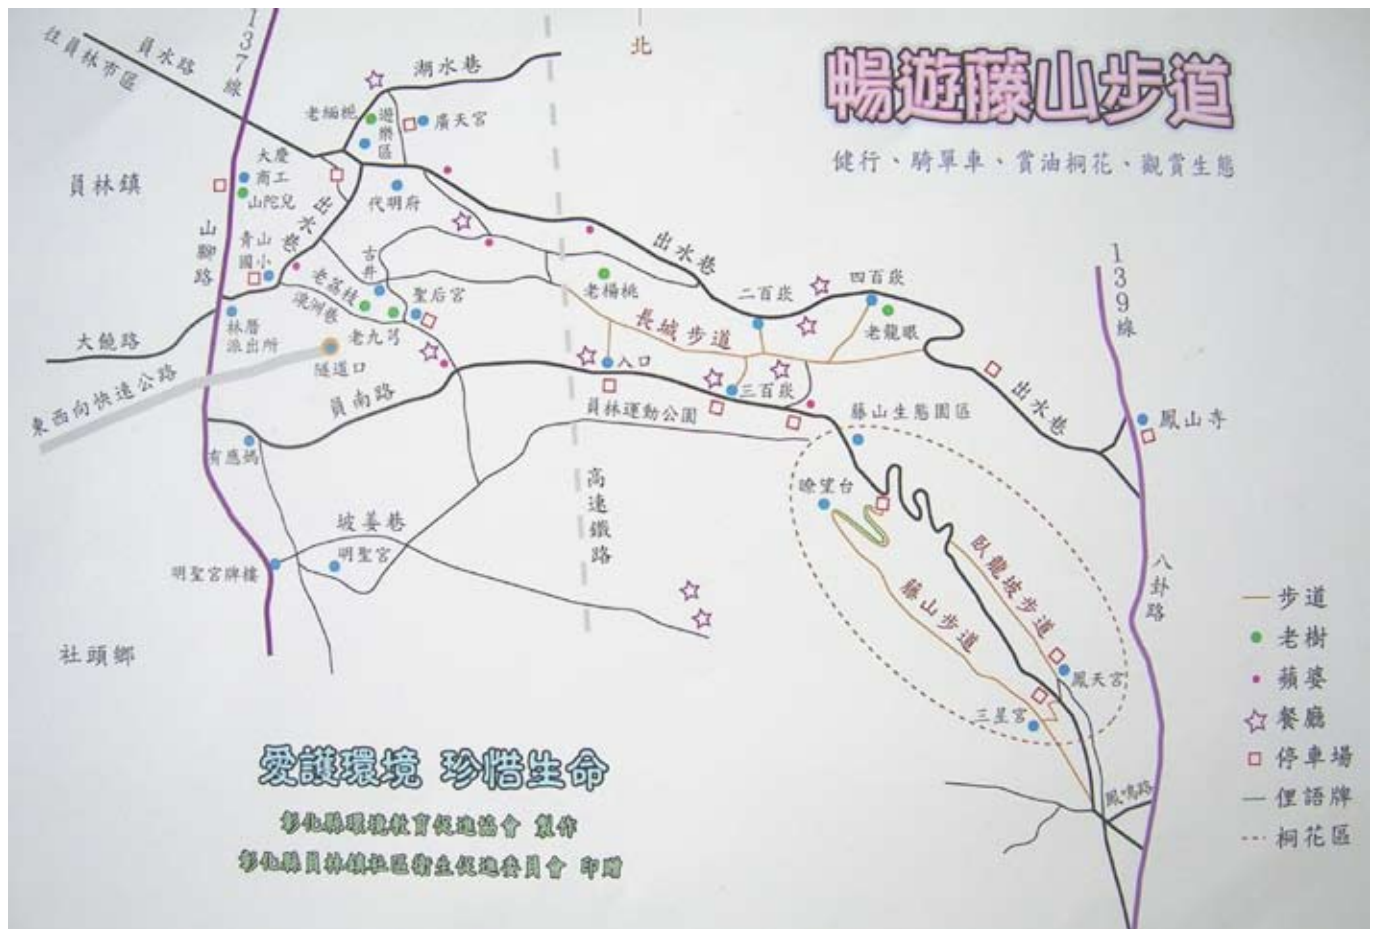 暢遊藤山步道
健行、騎單車、賞油桐花、觀賞生態
北
137線
員水路
往員林市區
湖水巷
老緬梔
遊樂區
廣天宮
大慶商工
山陀兒
員林鎮
代明府
出水巷
山腳路
青山國小
古井
老荔枝
湶洲巷
聖后宮
老九芎
林厝派出所
隧道口
大饒路
東西向快速公路
員南路
出水巷
老楊桃
二百崁
四百崁
老龍眼
長城步道
入口
三百崁
員林運動公園
藤山生態園區
出水巷
139線
鳳山寺
八卦路
瞭望台
臥龍坡步道
藤山步道
鳳天宮
三星宮
鳳鳴路
高速鐵路
有應媽
坡姜巷
明聖宮
明聖宮牌樓
社頭鄉
步道
老樹
蘋婆
餐廳
停車場
俚語牌
桐花區
愛護環境 珍惜生命
彰化縣環境教育促進協會 製作
彰化縣員林鎮社區衛生促進委員會 印贈